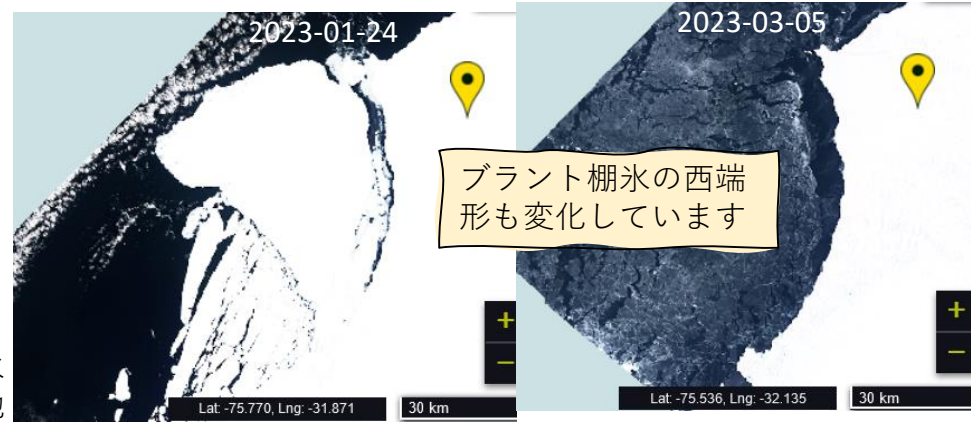 2023-01-24
2023-03-05
ブラント棚氷の西端
形も変化しています
+
−
+
−
Lat: -75.770, Lng: -31.871
30 km
Lat: -75.536, Lng: -32.135
30 km